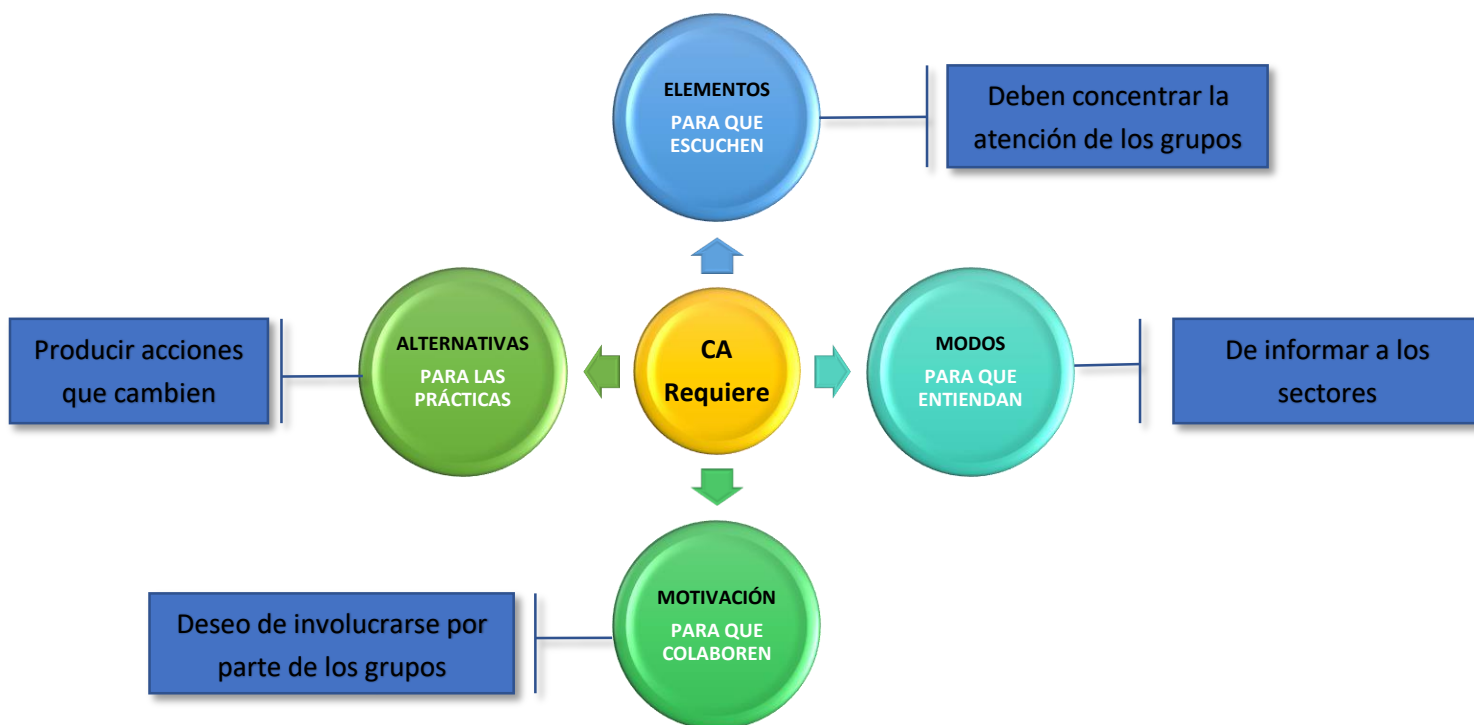 ELEMENTOS
PARA QUE
ESCUCHEN
Deben concentrar la
atención de los grupos
Producir acciones
que cambien
ALTERNATIVAS
PARA LAS
PRÁCTICAS
CA
Requiere
MODOS
PARA QUE
ENTIENDAN
De informar a los
sectores
Deseo de involucrarse por
parte de los grupos
MOTIVACIÓN
PARA QUE
COLABOREN